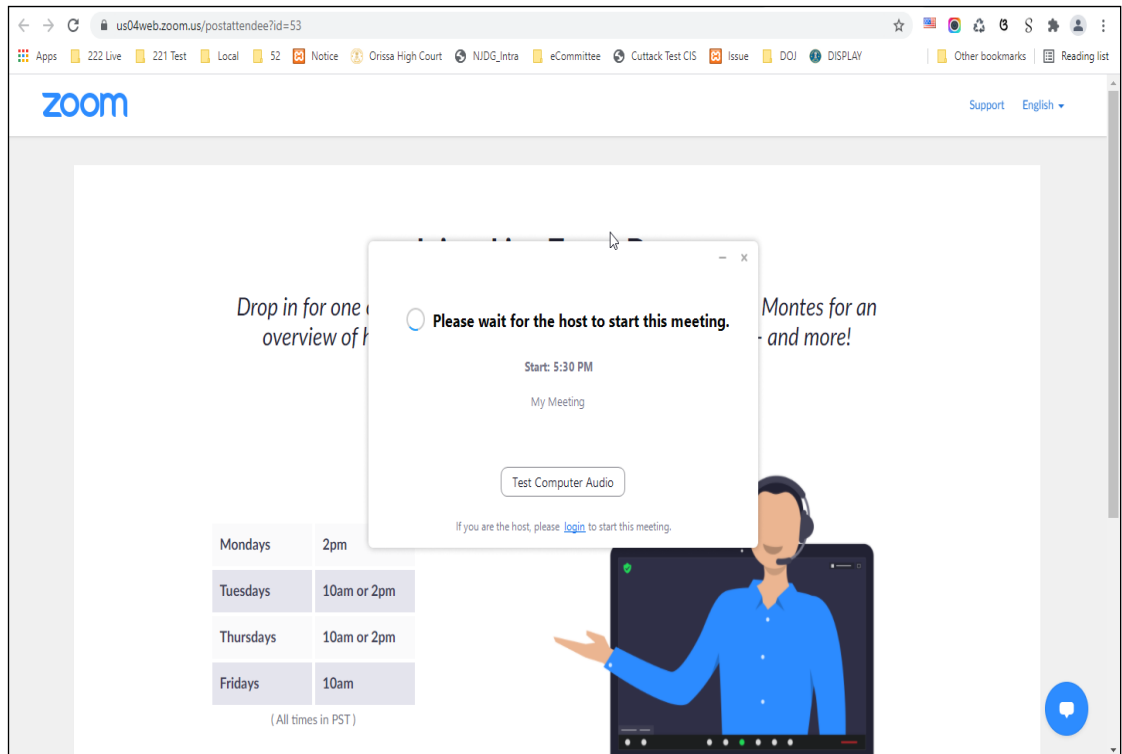 us04web.zoom.us/postattendee?id=53
Apps 222 Live 221 Test Local 52 Notice Orissa High Court NJDG_Intra eCommittee Cuttack Test CIS Issue DOJ DISPLAY Other bookmarks Reading list
zoom
Support English
Drop in for one Montes for an
overview of and more!
Please wait for the host to start this meeting.
Start: 5:30 PM
My Meeting
Test Computer Audio
If you are the host, please login to start this meeting.
Mondays 2pm
Tuesdays 10am or 2pm
Thursdays 10am or 2pm
Fridays 10am
( All times in PST )